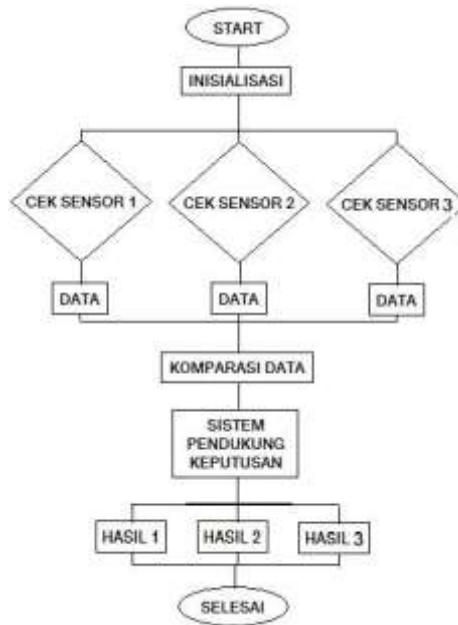 START
INISIALISASI
CEK SENSOR 1
CEK SENSOR 2
CEK SENSOR 3
DATA
DATA
DATA
KOMPARASI DATA
SISTEM
PENDUKUNG
KEPUTUSAN
HASIL 1
HASIL 2
HASIL 3
SELESAI